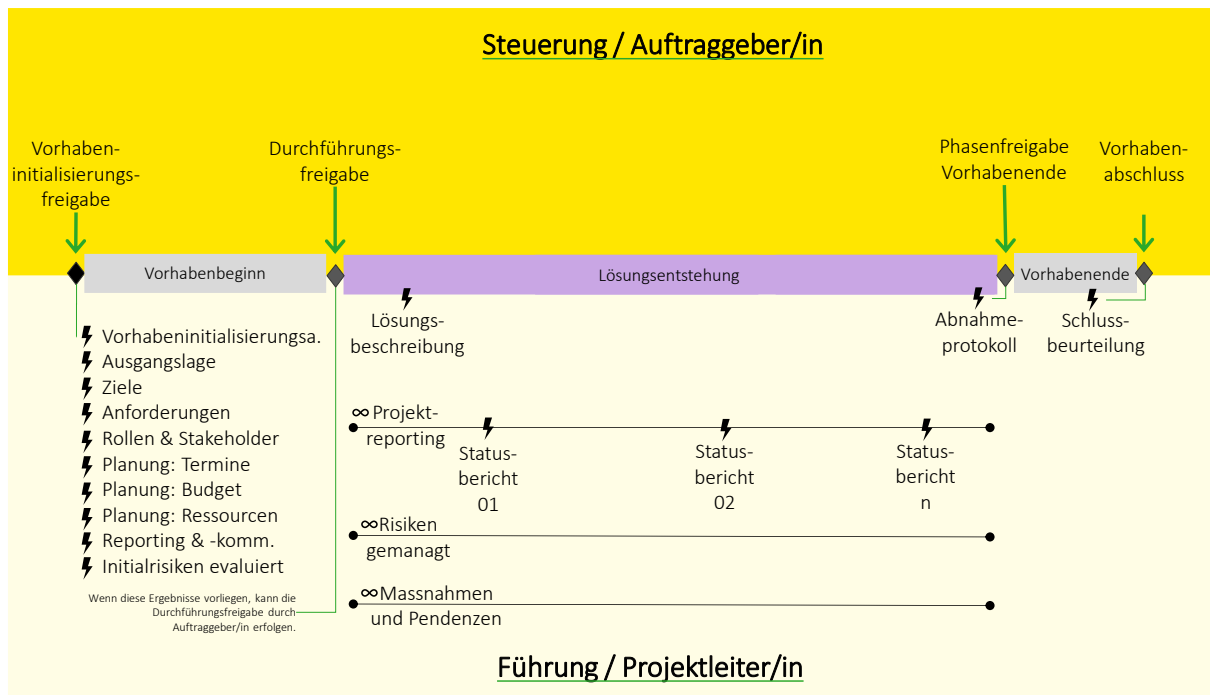 Steuerung / Auftraggeber/in
Vorhaben-
initialisierungs-
freigabe
Durchführungs-
freigabe
Phasenfreigabe
Vorhabenende
Vorhaben-
abschluss
Vorhabenbeginn
Lösungsentstehung
Vorhabenende
Vorhabeninitialisierungsa.
Ausgangslage
Ziele
Anforderungen
Rollen & Stakeholder
Planung: Termine
Planung: Budget
Planung: Ressourcen
Reporting & -komm.
Initialrisiken evaluiert
Wenn diese Ergebnisse vorliegen, kann die
Durchführungsfreigabe durch
Auftraggeber/in erfolgen.
Lösungs-
beschreibung
Abnahme-
protokoll
Schluss-
beurteilung
∞ Projekt-
reporting
Status-
bericht
01
Status-
bericht
02
Status-
bericht
n
∞Risiken
gemanagt
∞Massnahmen
und Pendenzen
Führung / Projektleiter/in